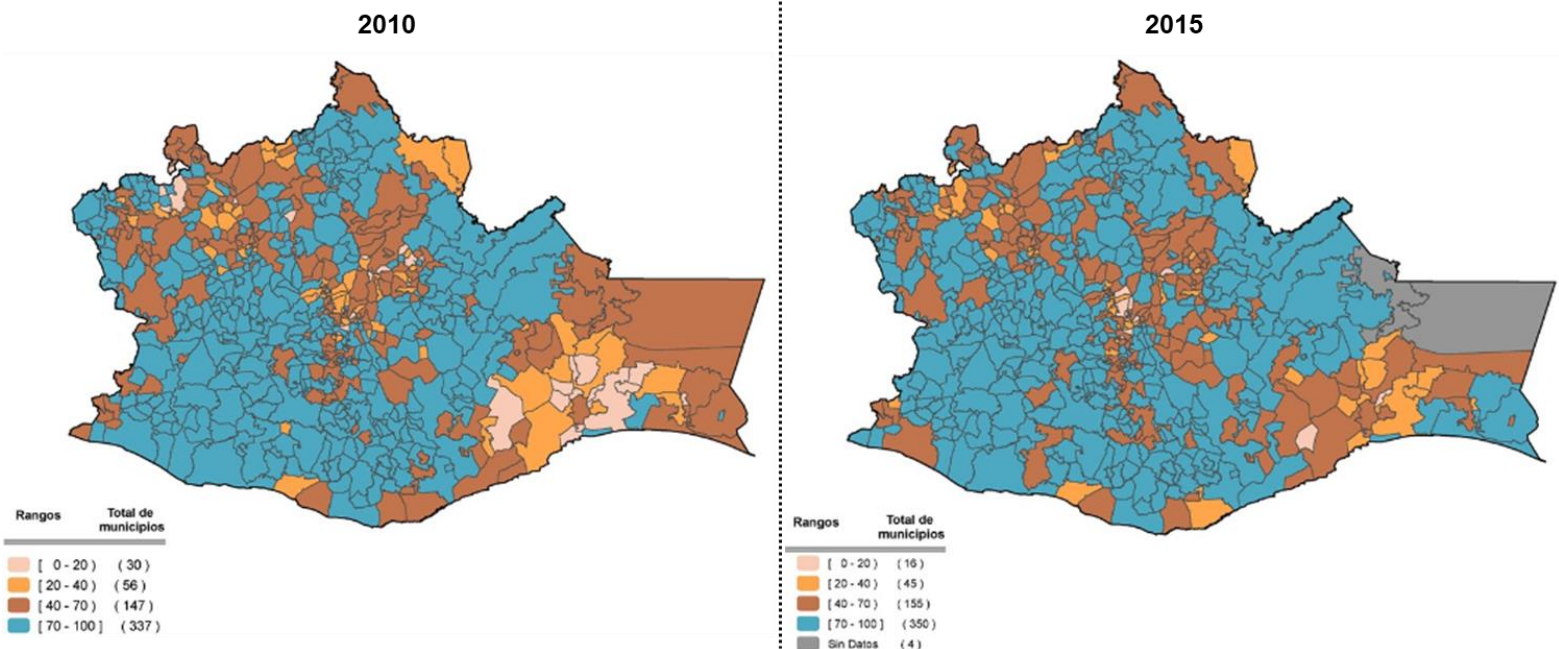 2010
2015
Rangos Total de
municipios
[ 0 - 20 ) ( 30 )
[ 20 - 40 ) ( 56 )
[ 40 - 70 ) ( 147 )
[ 70 - 100 ] ( 337 )
Rangos Total de
municipios
[ 0 - 20 ) ( 16 )
[ 20 - 40 ) ( 45 )
[ 40 - 70 ) ( 155 )
[ 70 - 100 ] ( 350 )
Sin Datos ( 4 )